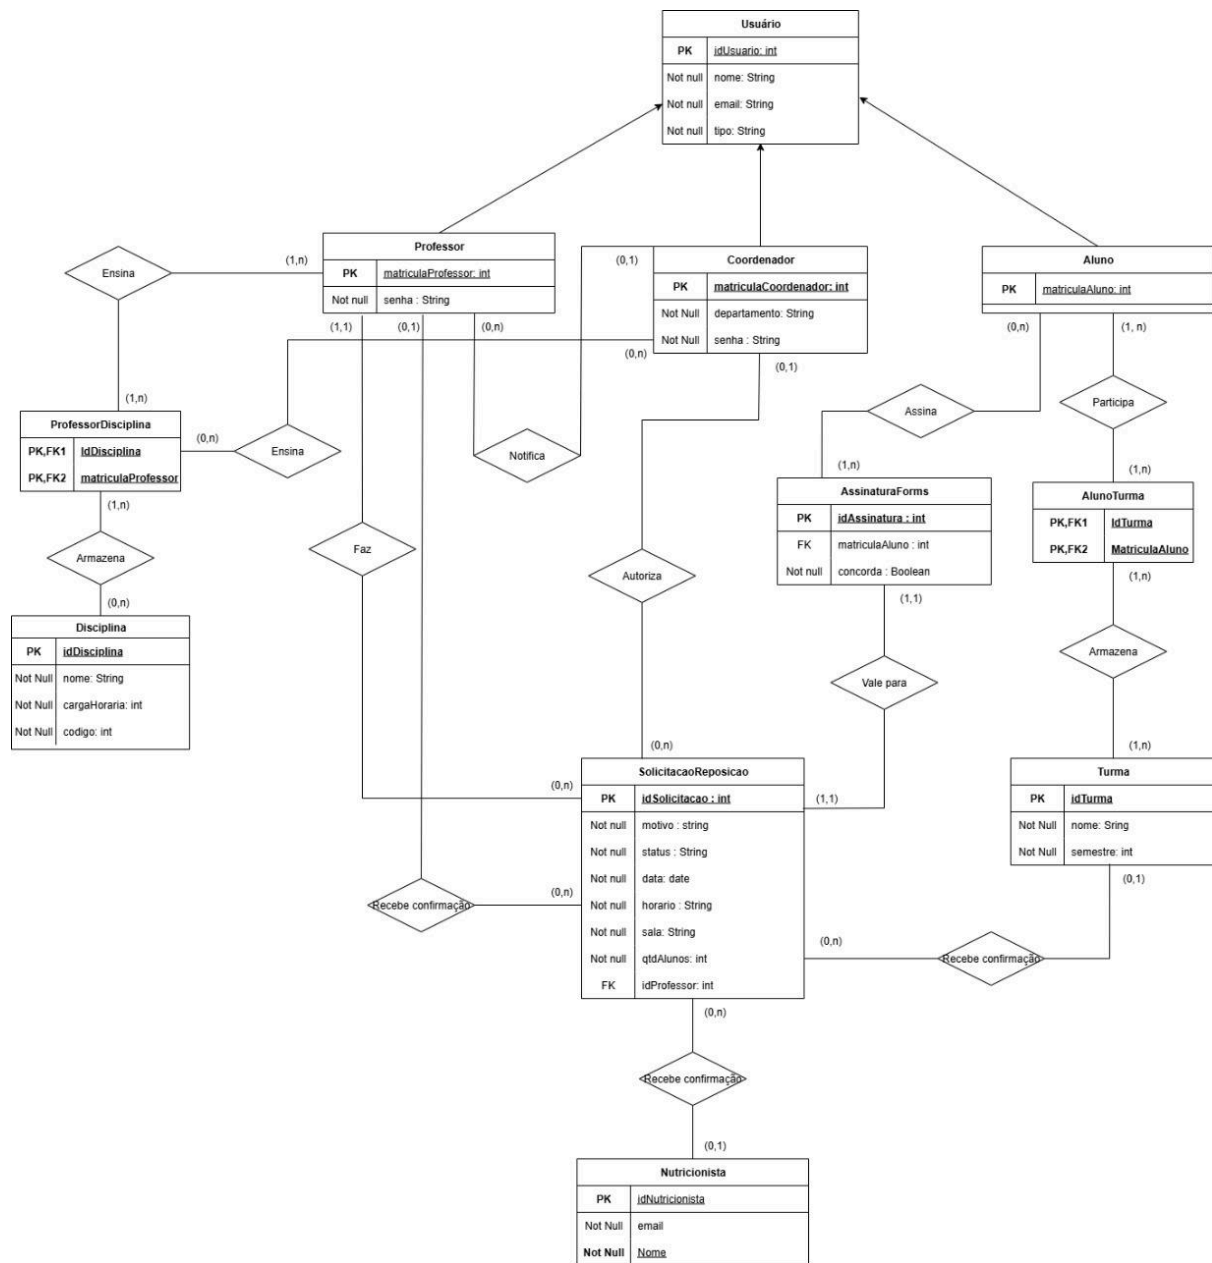 Usuário
PK idUsuario: int
Not null nome: String
Not null email: String
Not null tipo: String
Professor
PK matriculaProfessor: int
Not null senha : String
Coordenador
PK matriculaCoordenador: int
Not Null departamento: String
Not Null senha : String
Aluno
PK matriculaAluno: int
Ensina
(1,n)
(0,1)
(1,1)
(0,1)
(0,n)
(0,n)
(0,1)
(0,n)
(1, n)
Assina
Participa
(1,n)
ProfessorDisciplina
PK,FK1 IdDisciplina
PK,FK2 matriculaProfessor
(0,n)
Ensina
Notifica
(1,n)
(1,n)
AssinaturaForms
PK idAssinatura : int
FK matriculaAluno : int
Not null concorda : Boolean
AlunoTurma
PK,FK1 IdTurma
PK,FK2 MatriculaAluno
(1,n)
Armazena
Faz
Autoriza
(1,1)
(1,n)
(0,n)
Disciplina
PK idDisciplina
Not Null nome: String
Not Null cargaHoraria: int
Not Null codigo: int
Vale para
Armazena
(0,n)
(0,n)
(1,1)
(1,n)
SolicitacaoReposicao
PK idSolicitacao : int
Not null motivo : string
Not null status : String
Not null data: date
Not null horario : String
Not null sala: String
Not null qtdAlunos: int
FK idProfessor: int
Turma
PK idTurma
Not Null nome: Sring
Not Null semestre: int
Recebe confirmação
(0,n)
(0,1)
(0,n)
Recebe confirmação
(0,n)
Recebe confirmação
(0,1)
Nutricionista
PK idNutricionista
Not Null email
Not Null Nome